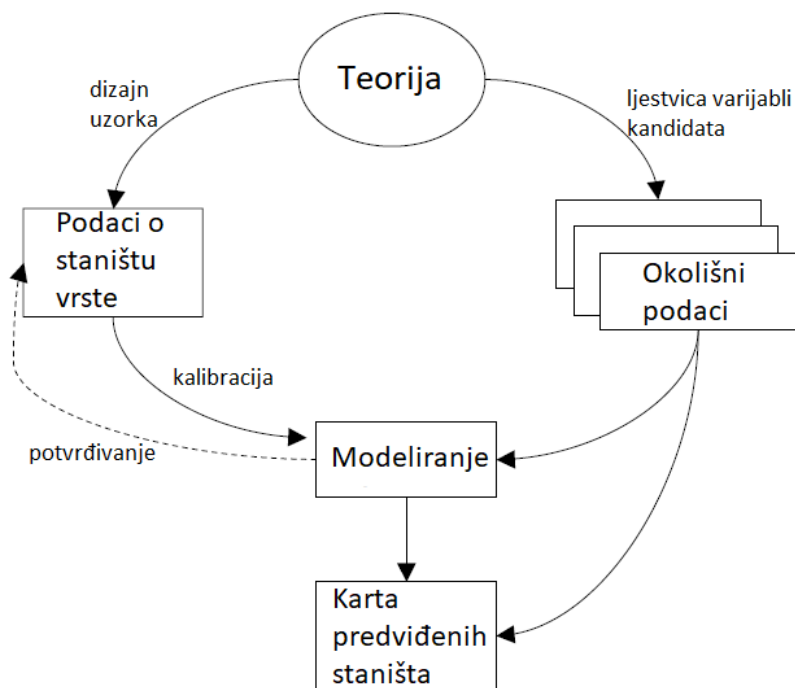 Teorija
dizajn
uzorka
ljestvica varijabli
kandidata
Podaci o
staništu
vrste
Okolišni
podaci
kalibracija
potvrđivanje
Modeliranje
Karta
predviđenih
staništa